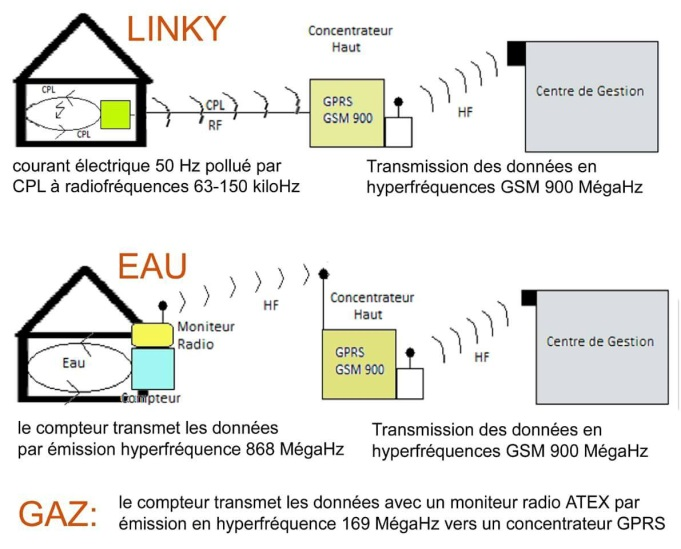 LINKY
Concentrateur
Haut
CPL
CPL
CPL
RF
GPRS
GSM 900
HF
Centre de Gestion
courant électrique 50 Hz pollué par
CPL à radiofréquences 63-150 kiloHz
Transmission des données en
hyperfréquences GSM 900 MégaHz
EAU
HF
Concentrateur
Haut
Moniteur
Radio
Eau
Compteur
GPRS
GSM 900
HF
Centre de Gestion
le compteur transmet les données
par émission hyperfréquence 868 MégaHz
Transmission des données en
hyperfréquences GSM 900 MégaHz
GAZ:
le compteur transmet les données avec un moniteur radio ATEX par
émission en hyperfréquence 169 MégaHz vers un concentrateur GPRS